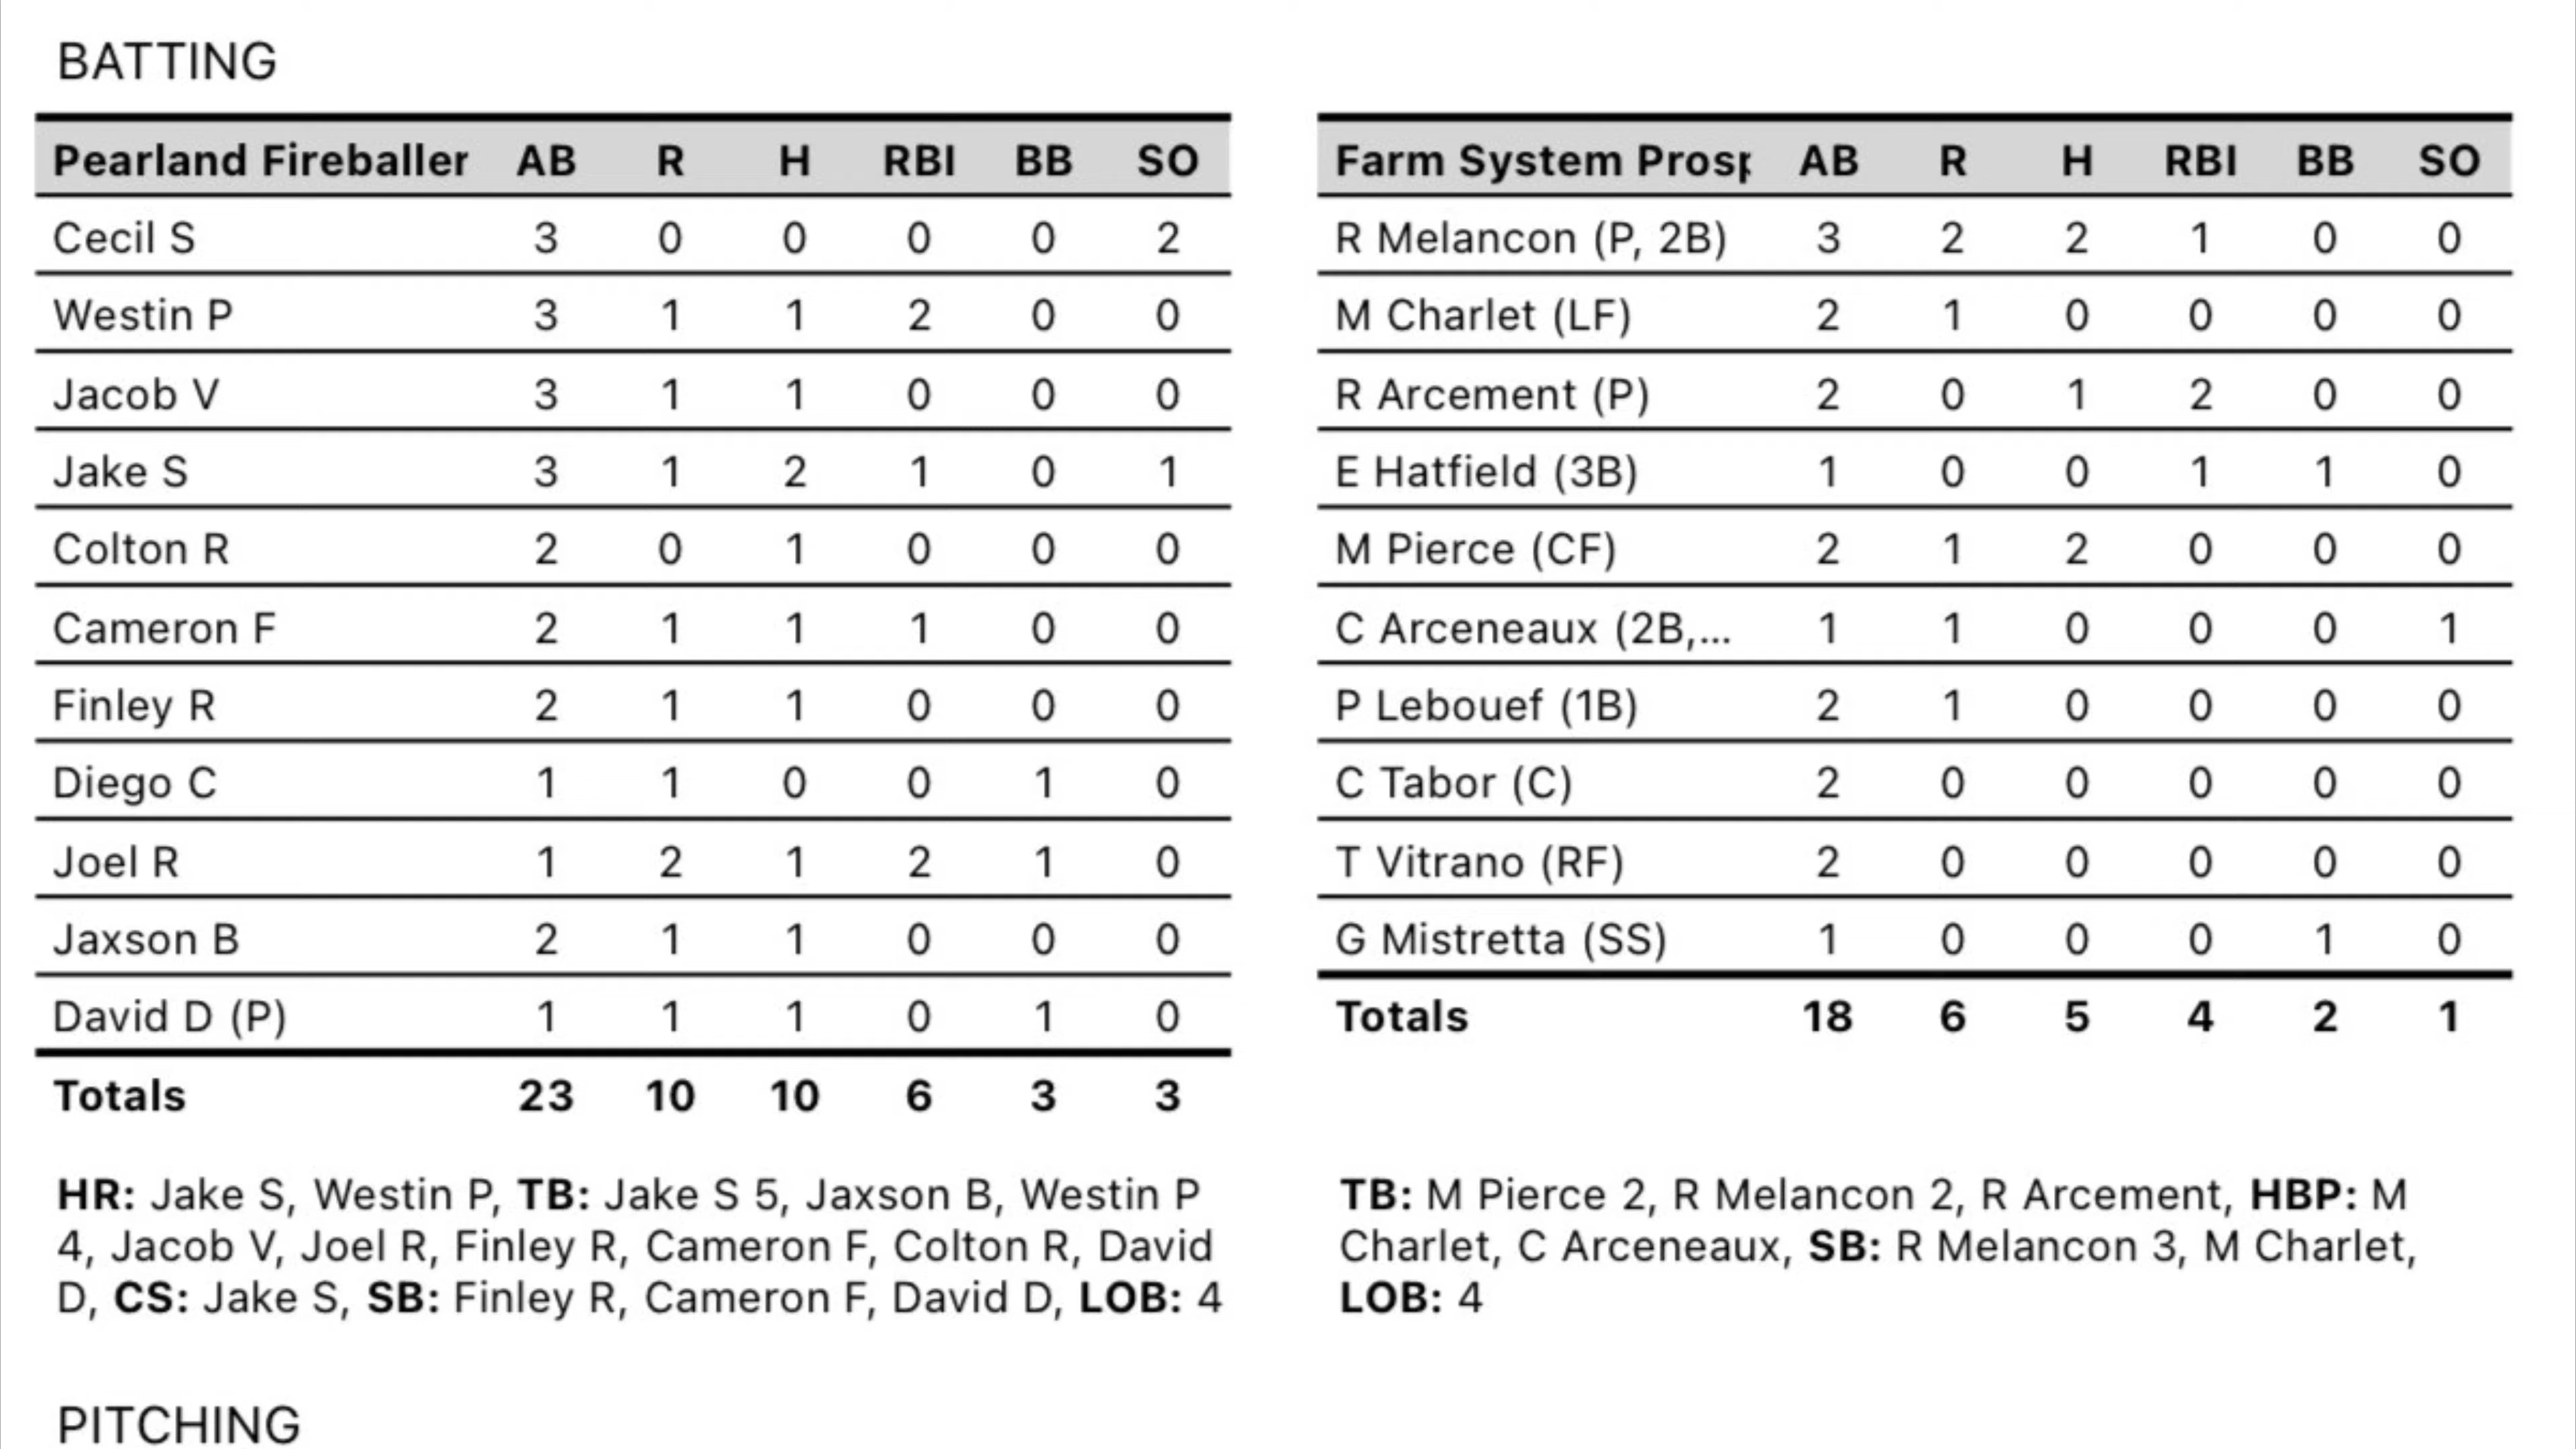 BATTING
Pearland Fireballer AB R H RBI BB SO
Cecil S 3 0 0 0 0 2
Westin P 3 1 1 2 0 0
Jacob V 3 1 1 0 0 0
Jake S 3 1 2 1 0 1
Colton R 2 0 1 0 0 0
Cameron F 2 1 1 1 0 0
Finley R 2 1 1 0 0 0
Diego C 1 1 0 0 1 0
Joel R 1 2 1 2 1 0
Jaxson B 2 1 1 0 0 0
David D (P) 1 1 1 0 1 0
Totals 23 10 10 6 3 3
HR: Jake S, Westin P, TB: Jake S 5, Jaxson B, Westin P
4, Jacob V, Joel R, Finley R, Cameron F, Colton R, David
D, CS: Jake S, SB: Finley R, Cameron F, David D, LOB: 4
Farm System Prosp AB R H RBI BB SO
R Melancon (P, 2B) 3 2 2 1 0 0
M Charlet (LF) 2 1 0 0 0 0
R Arcement (P) 2 0 1 2 0 0
E Hatfield (3B) 1 0 0 1 1 0
M Pierce (CF) 2 1 2 0 0 0
C Arceneaux (2B,... 1 1 0 0 0 1
P Lebouef (1B) 2 1 0 0 0 0
C Tabor (C) 2 0 0 0 0 0
T Vitrano (RF) 2 0 0 0 0 0
G Mistretta (SS) 1 0 0 0 1 0
Totals 18 6 5 4 2 1
TB: M Pierce 2, R Melancon 2, R Arcement, HBP: M
Charlet, C Arceneaux, SB: R Melancon 3, M Charlet,
LOB: 4
PITCHING